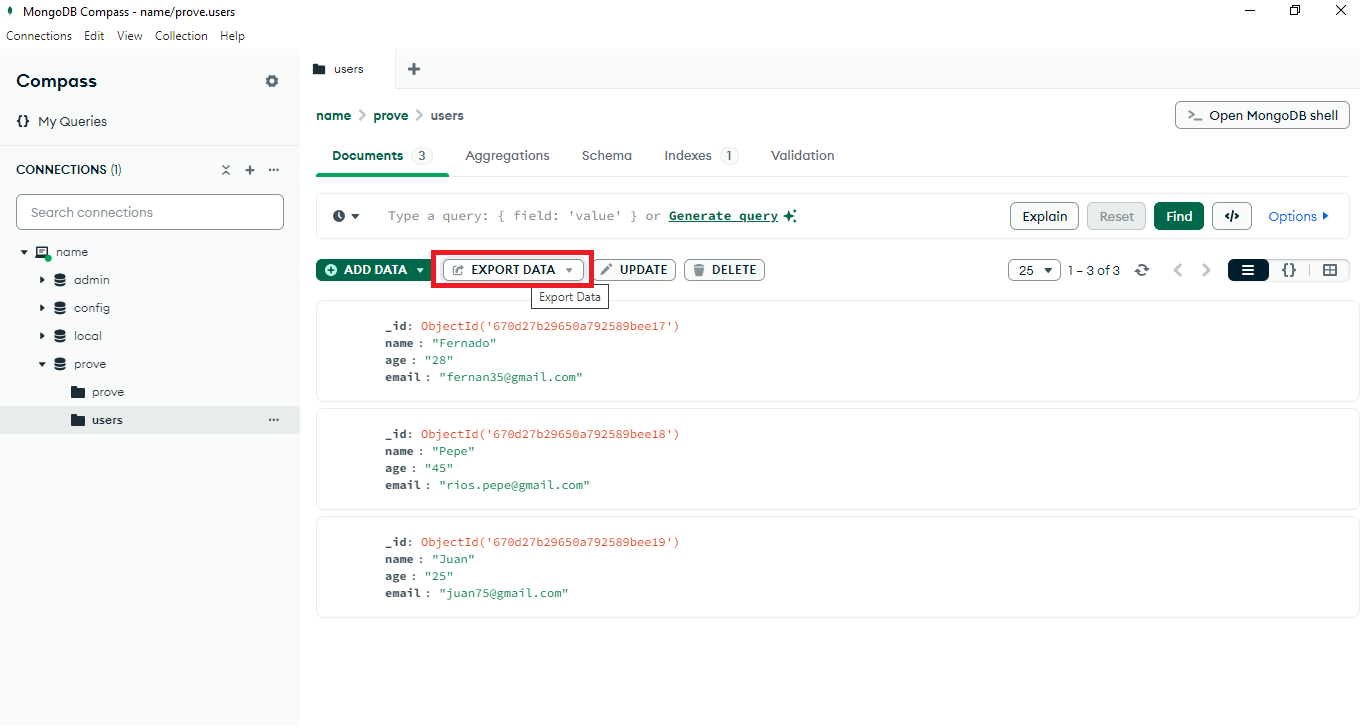 MongoDB Compass - name/prove.users
Connections Edit View Collection Help
Compass
{} My Queries
CONNECTIONS (1)
Search connections
name
admin
config
local
prove
prove
users
users
name > prove > users
>_ Open MongoDB shell
Documents 3 Aggregations Schema Indexes 1 Validation
Type a query: { field: 'value' } or Generate query
Explain Reset Find </> Options
ADD DATA EXPORT DATA UPDATE DELETE
25 1 – 3 of 3 {}
Export Data
_id: ObjectId('670d27b29650a792589bee17')
name : "Fernado"
age : "28"
email : "fernan35@gmail.com"
_id: ObjectId('670d27b29650a792589bee18')
name : "Pepe"
age : "45"
email : "rios.pepe@gmail.com"
_id: ObjectId('670d27b29650a792589bee19')
name : "Juan"
age : "25"
email : "juan75@gmail.com"